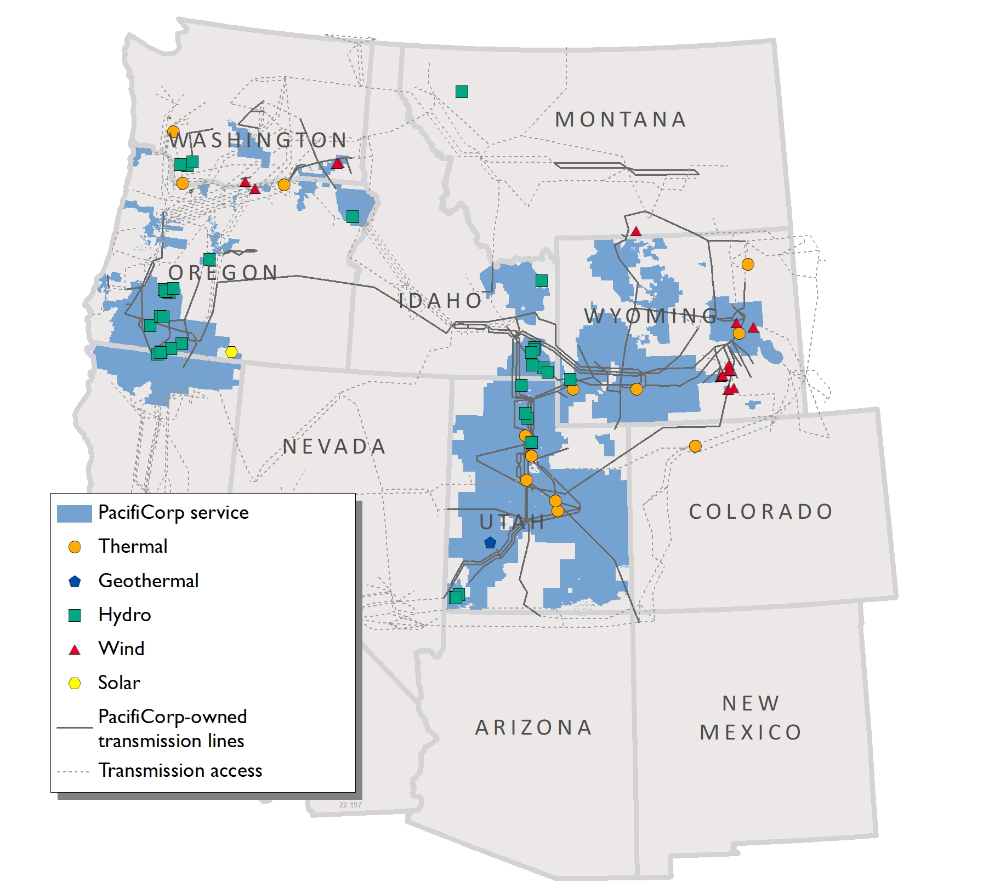 WASHINGTON
MONTANA
OREGON
IDAHO
WYOMING
NEVADA
UTAH
COLORADO
ARIZONA
NEW
MEXICO
PacifiCorp service
Thermal
Geothermal
Hydro
Wind
Solar
PacifiCorp-owned
transmission lines
Transmission access
22-197